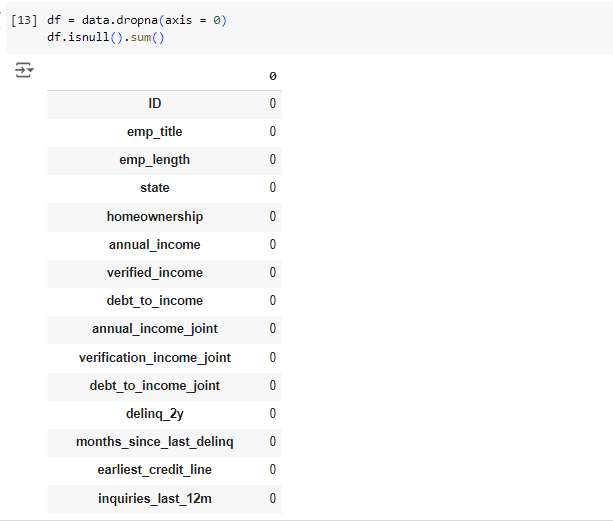 [13] df = data.dropna(axis = 0)
df.isnull().sum()
0
ID 0
emp_title 0
emp_length 0
state 0
homeownership 0
annual_income 0
verified_income 0
debt_to_income 0
annual_income_joint 0
verification_income_joint 0
debt_to_income_joint 0
delinq_2y 0
months_since_last_delinq 0
earliest_credit_line 0
inquiries_last_12m 0